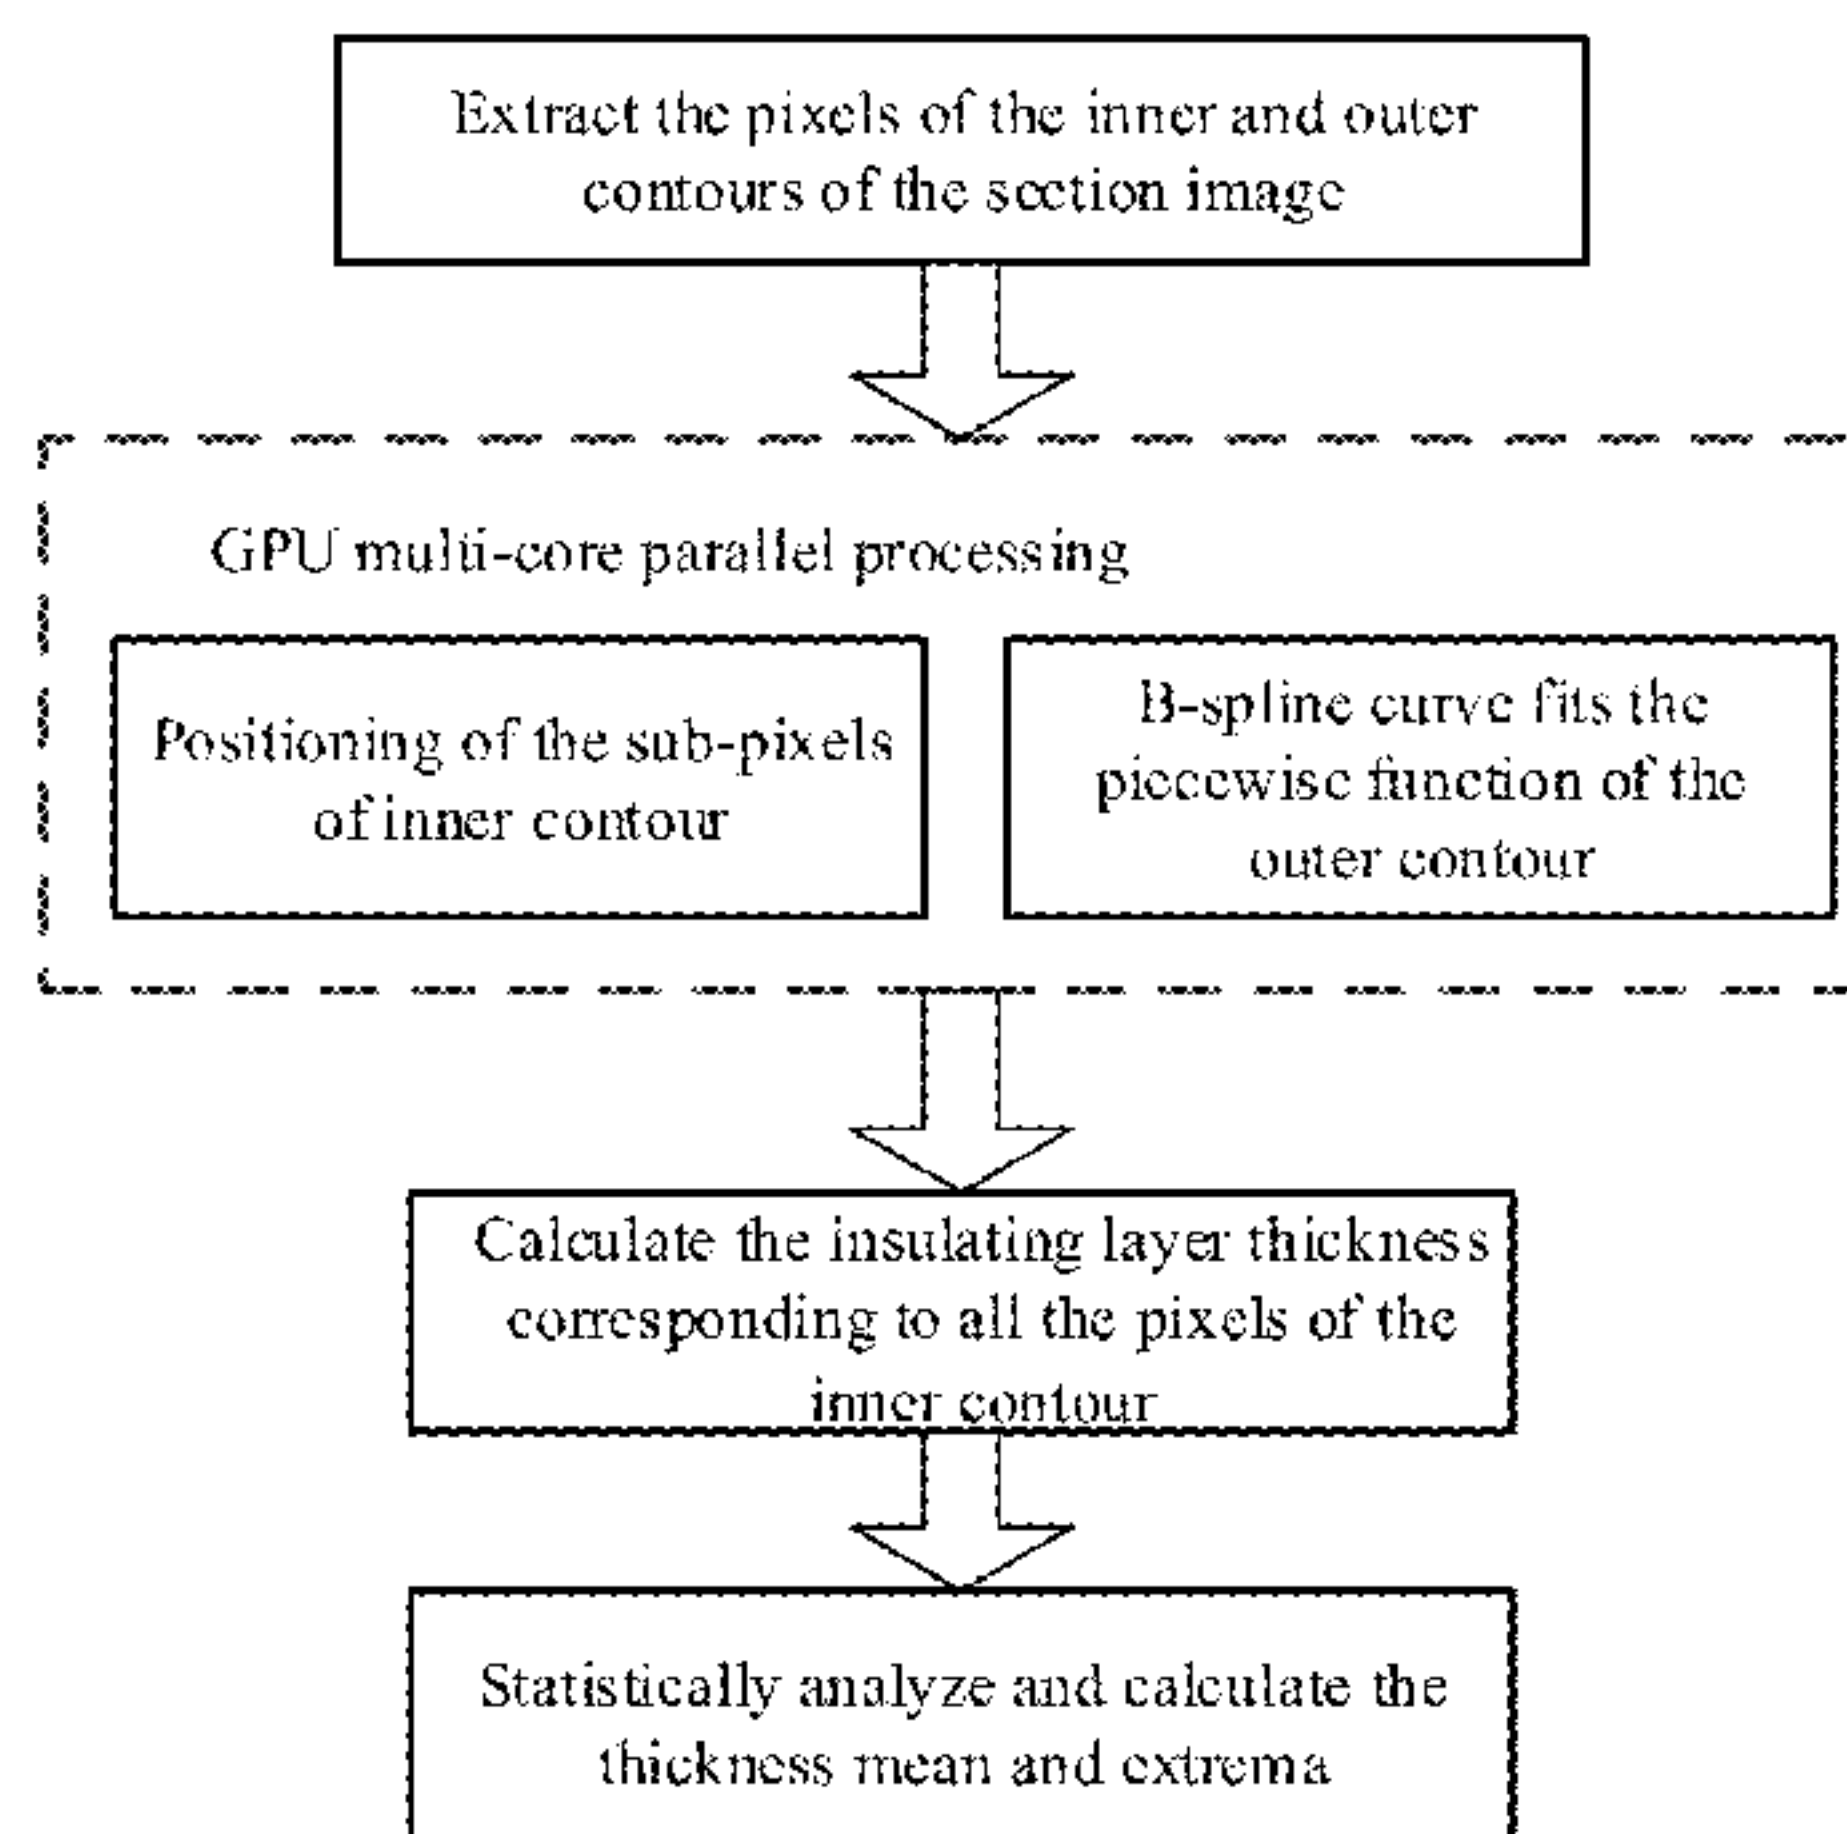 Extract the pixels of the inner and outer
contours of the section image
GPU multi-core parallel processing
Positioning of the sub-pixels
of inner contour
B-spline curve fits the
piecewise function of the
outer contour
Calculate the insulating layer thickness
corresponding to all the pixels of the
inner contour
Statistically analyze and calculate the
thickness mean and extrema